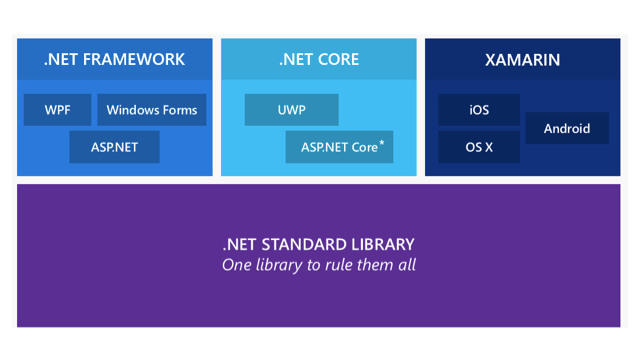 .NET FRAMEWORK
WPF
Windows Forms
ASP.NET
.NET CORE
UWP
ASP.NET Core*
XAMARIN
iOS
Android
OS X
.NET STANDARD LIBRARY
One library to rule them all